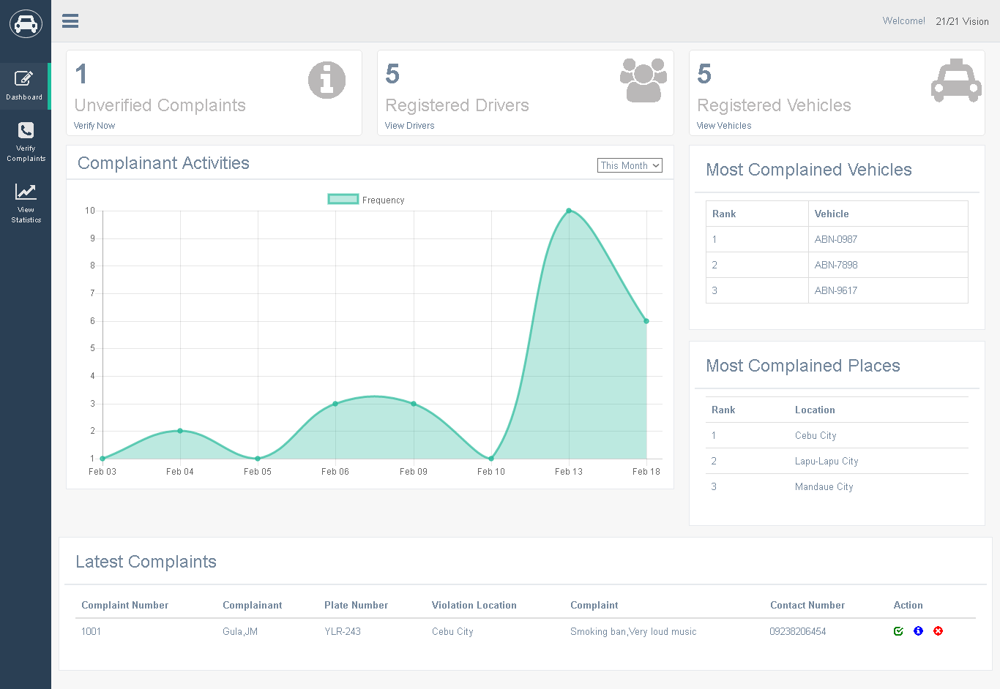 Welcome! 21/21 Vision
Dashboard
Verify
Complaints
View
Statistics
1
Unverified Complaints
Verify Now
5
Registered Drivers
View Drivers
5
Registered Vehicles
View Vehicles
Complainant Activities
This Month
Frequency
10
9
8
7
6
5
4
3
2
1
Feb 03 Feb 04 Feb 05 Feb 06 Feb 09 Feb 10 Feb 13 Feb 18
Most Complained Vehicles
Rank Vehicle
1 ABN-0987
2 ABN-7898
3 ABN-9617
Most Complained Places
Rank Location
1 Cebu City
2 Lapu-Lapu City
3 Mandaue City
Latest Complaints
Complaint Number Complainant Plate Number Violation Location Complaint Contact Number Action
1001 Gula,JM YLR-243 Cebu City Smoking ban,Very loud music 09238206454